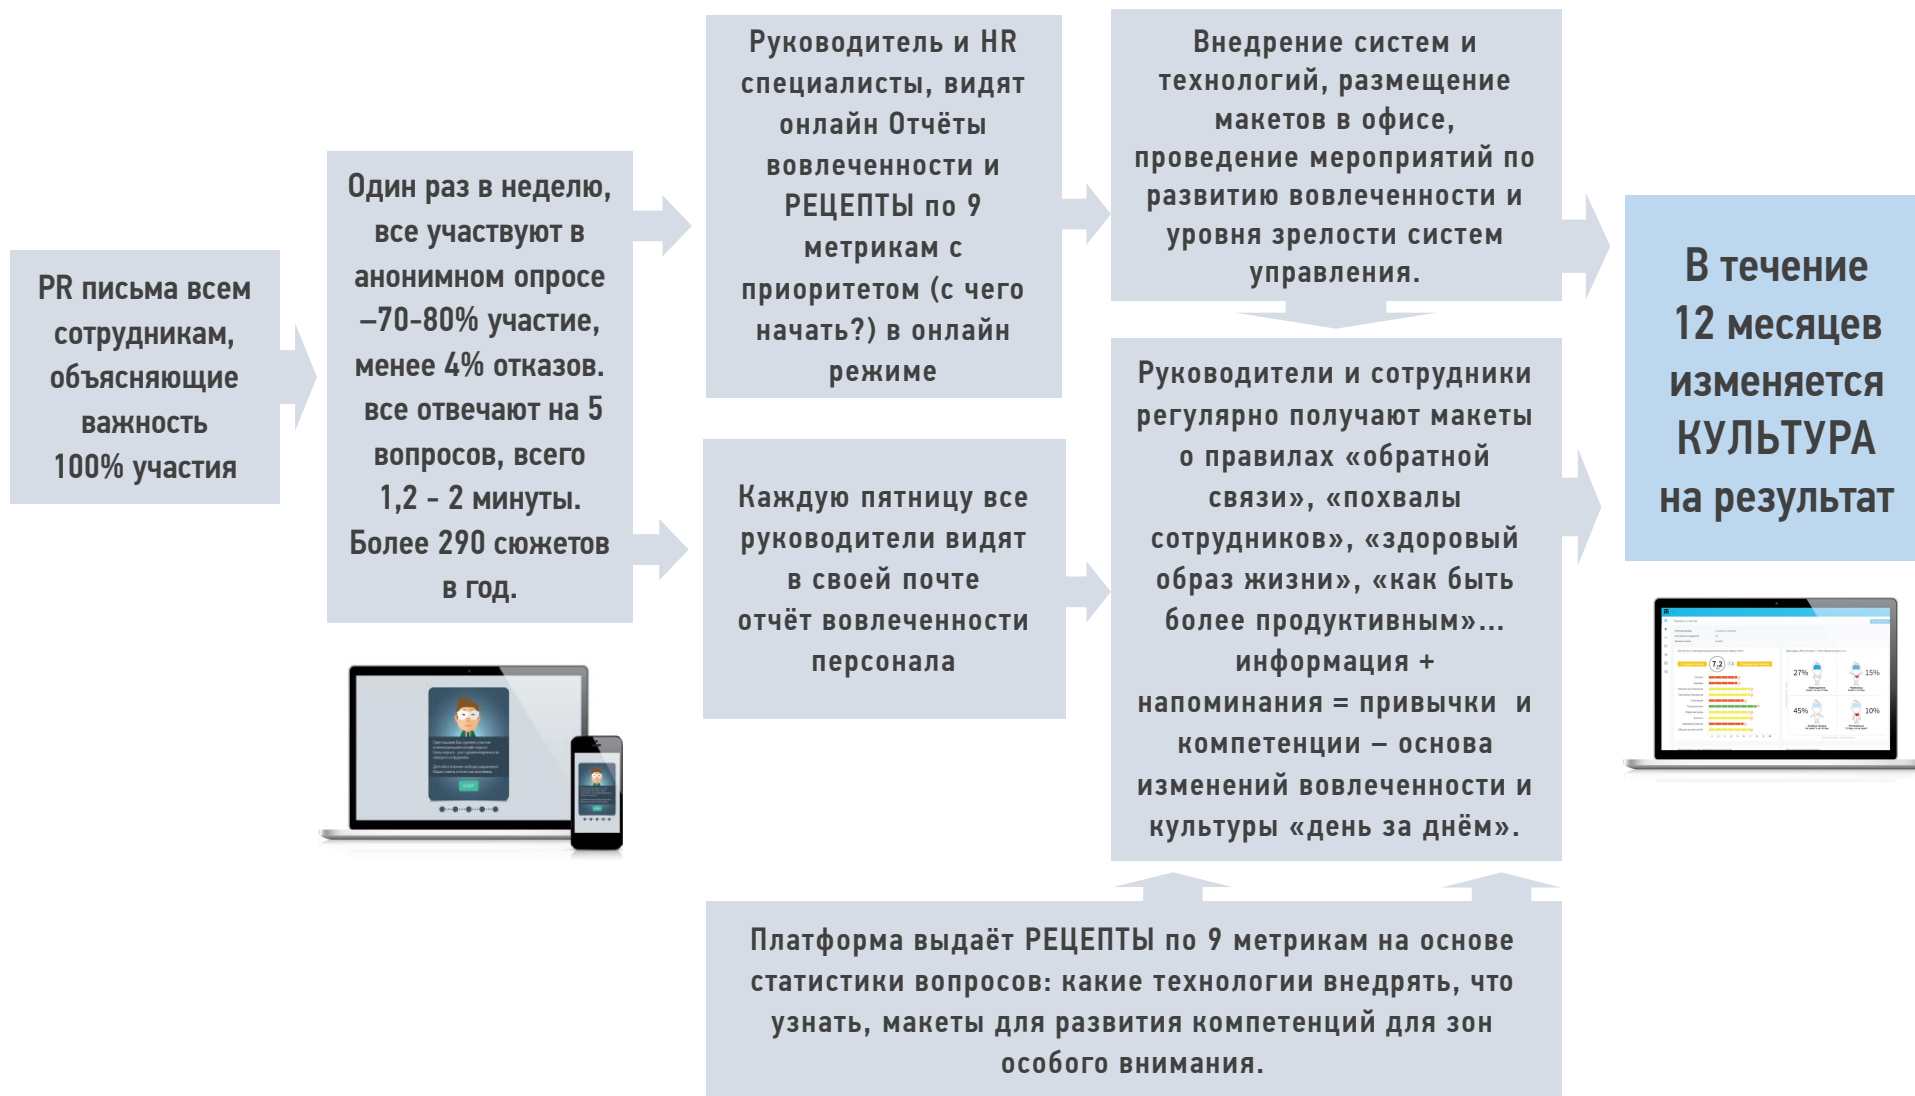 PR письма всем
сотрудникам,
объясняющие
важность
100% участия
Один раз в неделю,
все участвуют в
анонимном опросе
–70-80% участие,
менее 4% отказов.
все отвечают на 5
вопросов, всего
1,2 - 2 минуты.
Более 290 сюжетов
в год.
Руководитель и HR
специалисты, видят
онлайн Отчёты
вовлеченности и
РЕЦЕПТЫ по 9
метрикам с
приоритетом (с чего
начать?) в онлайн
режиме
Каждую пятницу все
руководители видят
в своей почте
отчёт вовлеченности
персонала
Внедрение систем и
технологий, размещение
макетов в офисе,
проведение мероприятий по
развитию вовлеченности и
уровня зрелости систем
управления.
Руководители и сотрудники
регулярно получают макеты
о правилах «обратной
связи», «похвалы
сотрудников», «здоровый
образ жизни», «как быть
более продуктивным»...
информация +
напоминания = привычки и
компетенции – основа
изменений вовлеченности и
культуры «день за днём».
Платформа выдаёт РЕЦЕПТЫ по 9 метрикам на основе
статистики вопросов: какие технологии внедрять, что
узнать, макеты для развития компетенций для зон
особого внимания.
В течение
12 месяцев
изменяется
КУЛЬТУРА
на результат
7,2
27%
15%
45%
10%